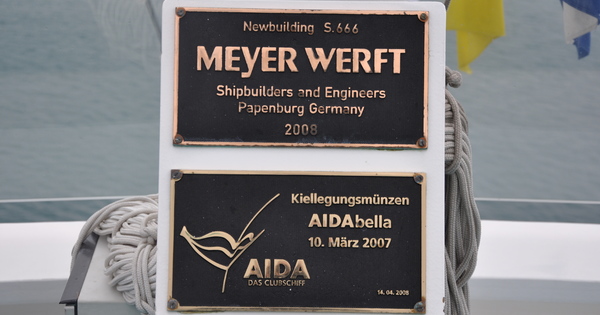 Newbuilding S.666
MEYER WERFT
Shipbuilders and Engineers
Papenburg Germany
2008
Kiellegungsmünzen
AIDAbella
10. März 2007
AIDA
DAS CLUBSCHIFF
14.04.2008